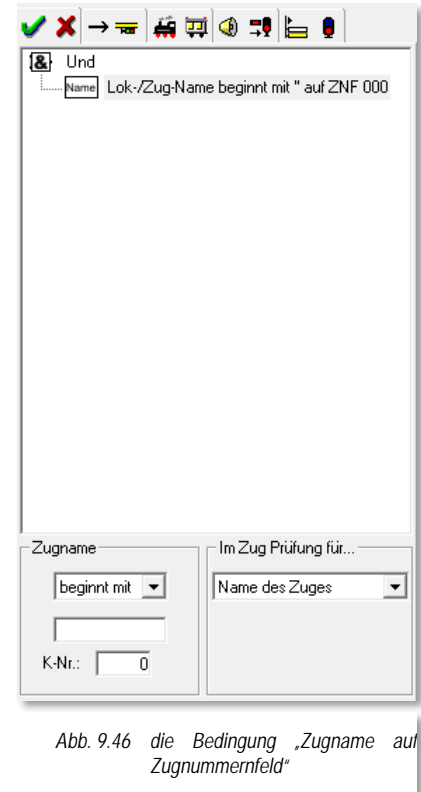 & Und
Name Lok-/Zug-Name beginnt mit '' auf ZNF 000
Zugname
Im Zug Prüfung für...
beginnt mit
Name des Zuges
K-Nr.: 0
Abb. 9.46 die Bedingung „Zugname auf
Zugnummernfeld"